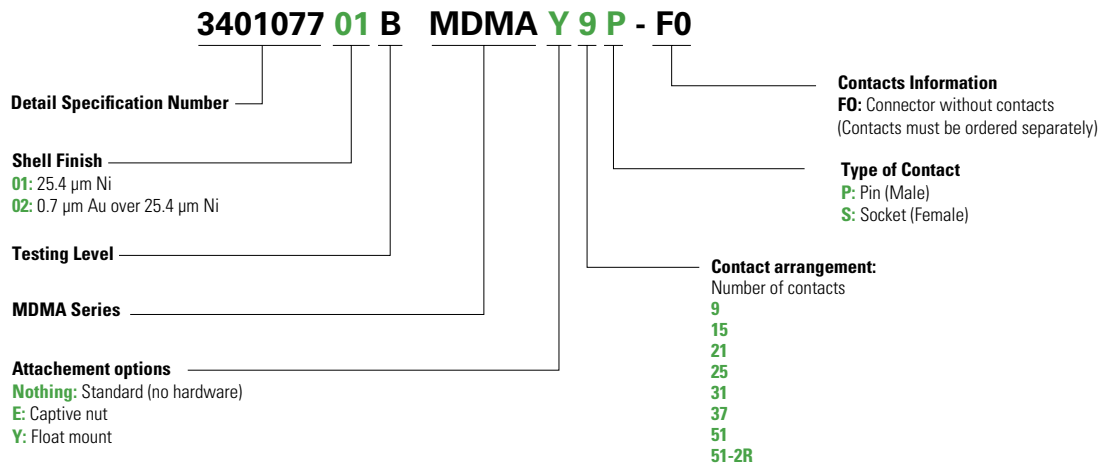 3401077 01 B MDMA Y 9 P - F0
Detail Specification Number
Shell Finish
01: 25.4 µm Ni
02: 0.7 µm Au over 25.4 µm Ni
Testing Level
MDMA Series
Attachement options
Nothing: Standard (no hardware)
E: Captive nut
Y: Float mount
Contacts Information
FO: Connector without contacts
(Contacts must be ordered separately)
Type of Contact
P: Pin (Male)
S: Socket (Female)
Contact arrangement:
Number of contacts
9
15
21
25
31
37
51
51-2R